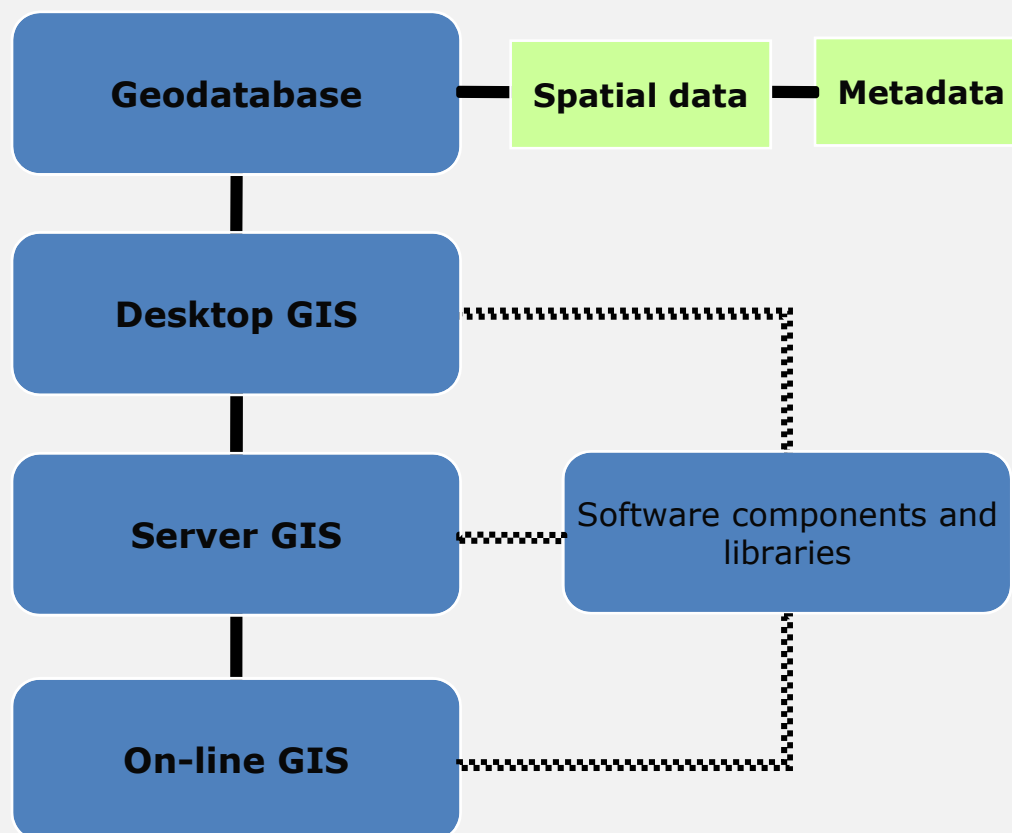 Geodatabase
Spatial data
Metadata
Desktop GIS
Server GIS
Software components and
libraries
On-line GIS